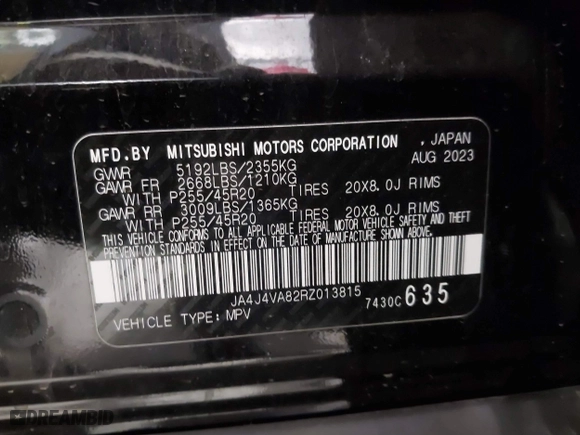 MFD.BY MITSUBISHI MOTORS CORPORATION , JAPAN
GVWR 5192LBS/2355KG AUG 2023
GAWR FR 2668LBS/1210KG
WITH P255/45R20 TIRES 20X8.0J RIMS
GAWR RR 3009LBS/1365KG
WITH P255/45R20 TIRES 20X8.0J RIMS
THIS VEHICLE CONFORMS TO ALL APPLICABLE FEDERAL MOTOR VEHICLE SAFETY AND THEFT
PREVENTION STANDARDS IN EFFECT ON THE DATE OF MANUFACTURE SHOWN ABOVE.
JA4J4VA82RZ013815
VEHICLE TYPE: MPV 7430C 635
DREAMBID